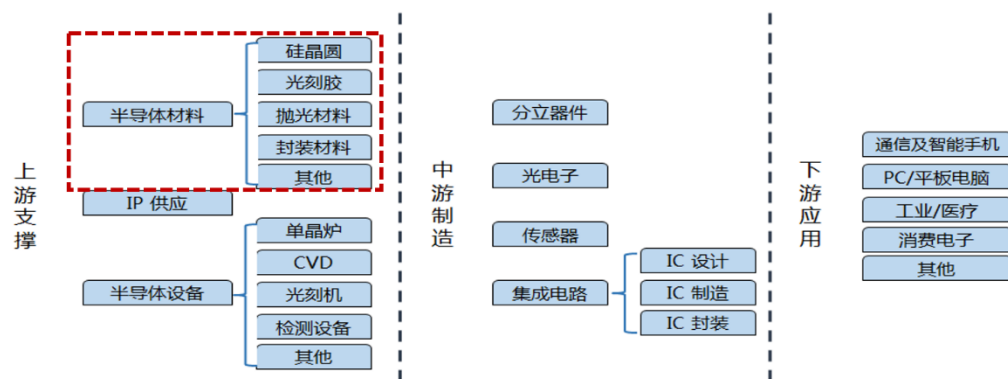 上游支撑
半导体材料
硅晶圆
光刻胶
抛光材料
封装材料
其他
IP 供应
半导体设备
单晶炉
CVD
光刻机
检测设备
其他
中游制造
分立器件
光电子
传感器
集成电路
IC 设计
IC 制造
IC 封装
下游应用
通信及智能手机
PC/平板电脑
工业/医疗
消费电子
其他